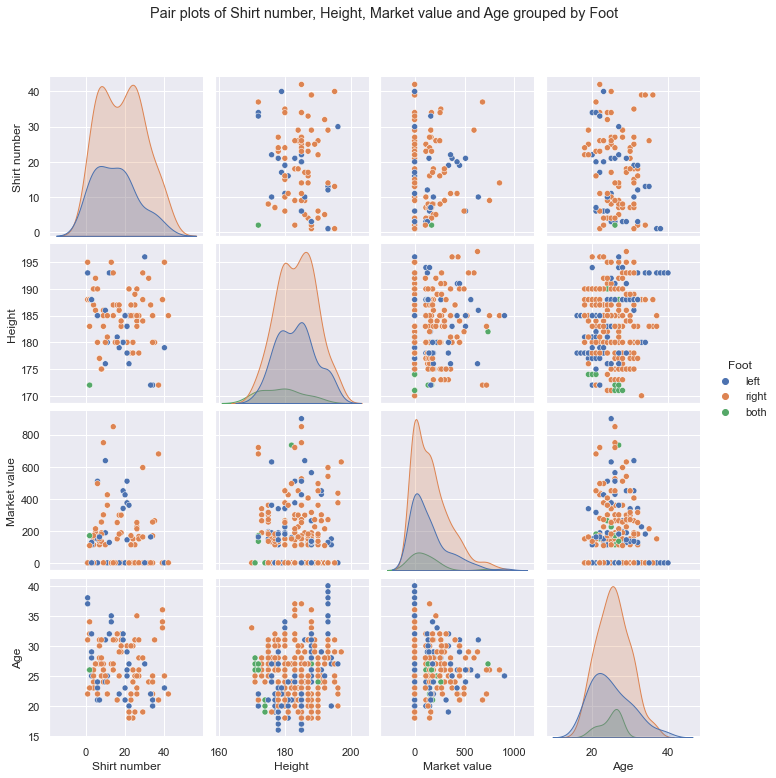 Pair plots of Shirt number, Height, Market value and Age grouped by Foot
40
30
20
10
0
Shirt number
195
190
185
180
175
170
Height
Foot
left
right
both
800
600
400
200
0
Market value
40
35
30
25
20
15
Age
0 20 40
160 180 200
0 500 1000
20 40
Shirt number Height Market value Age